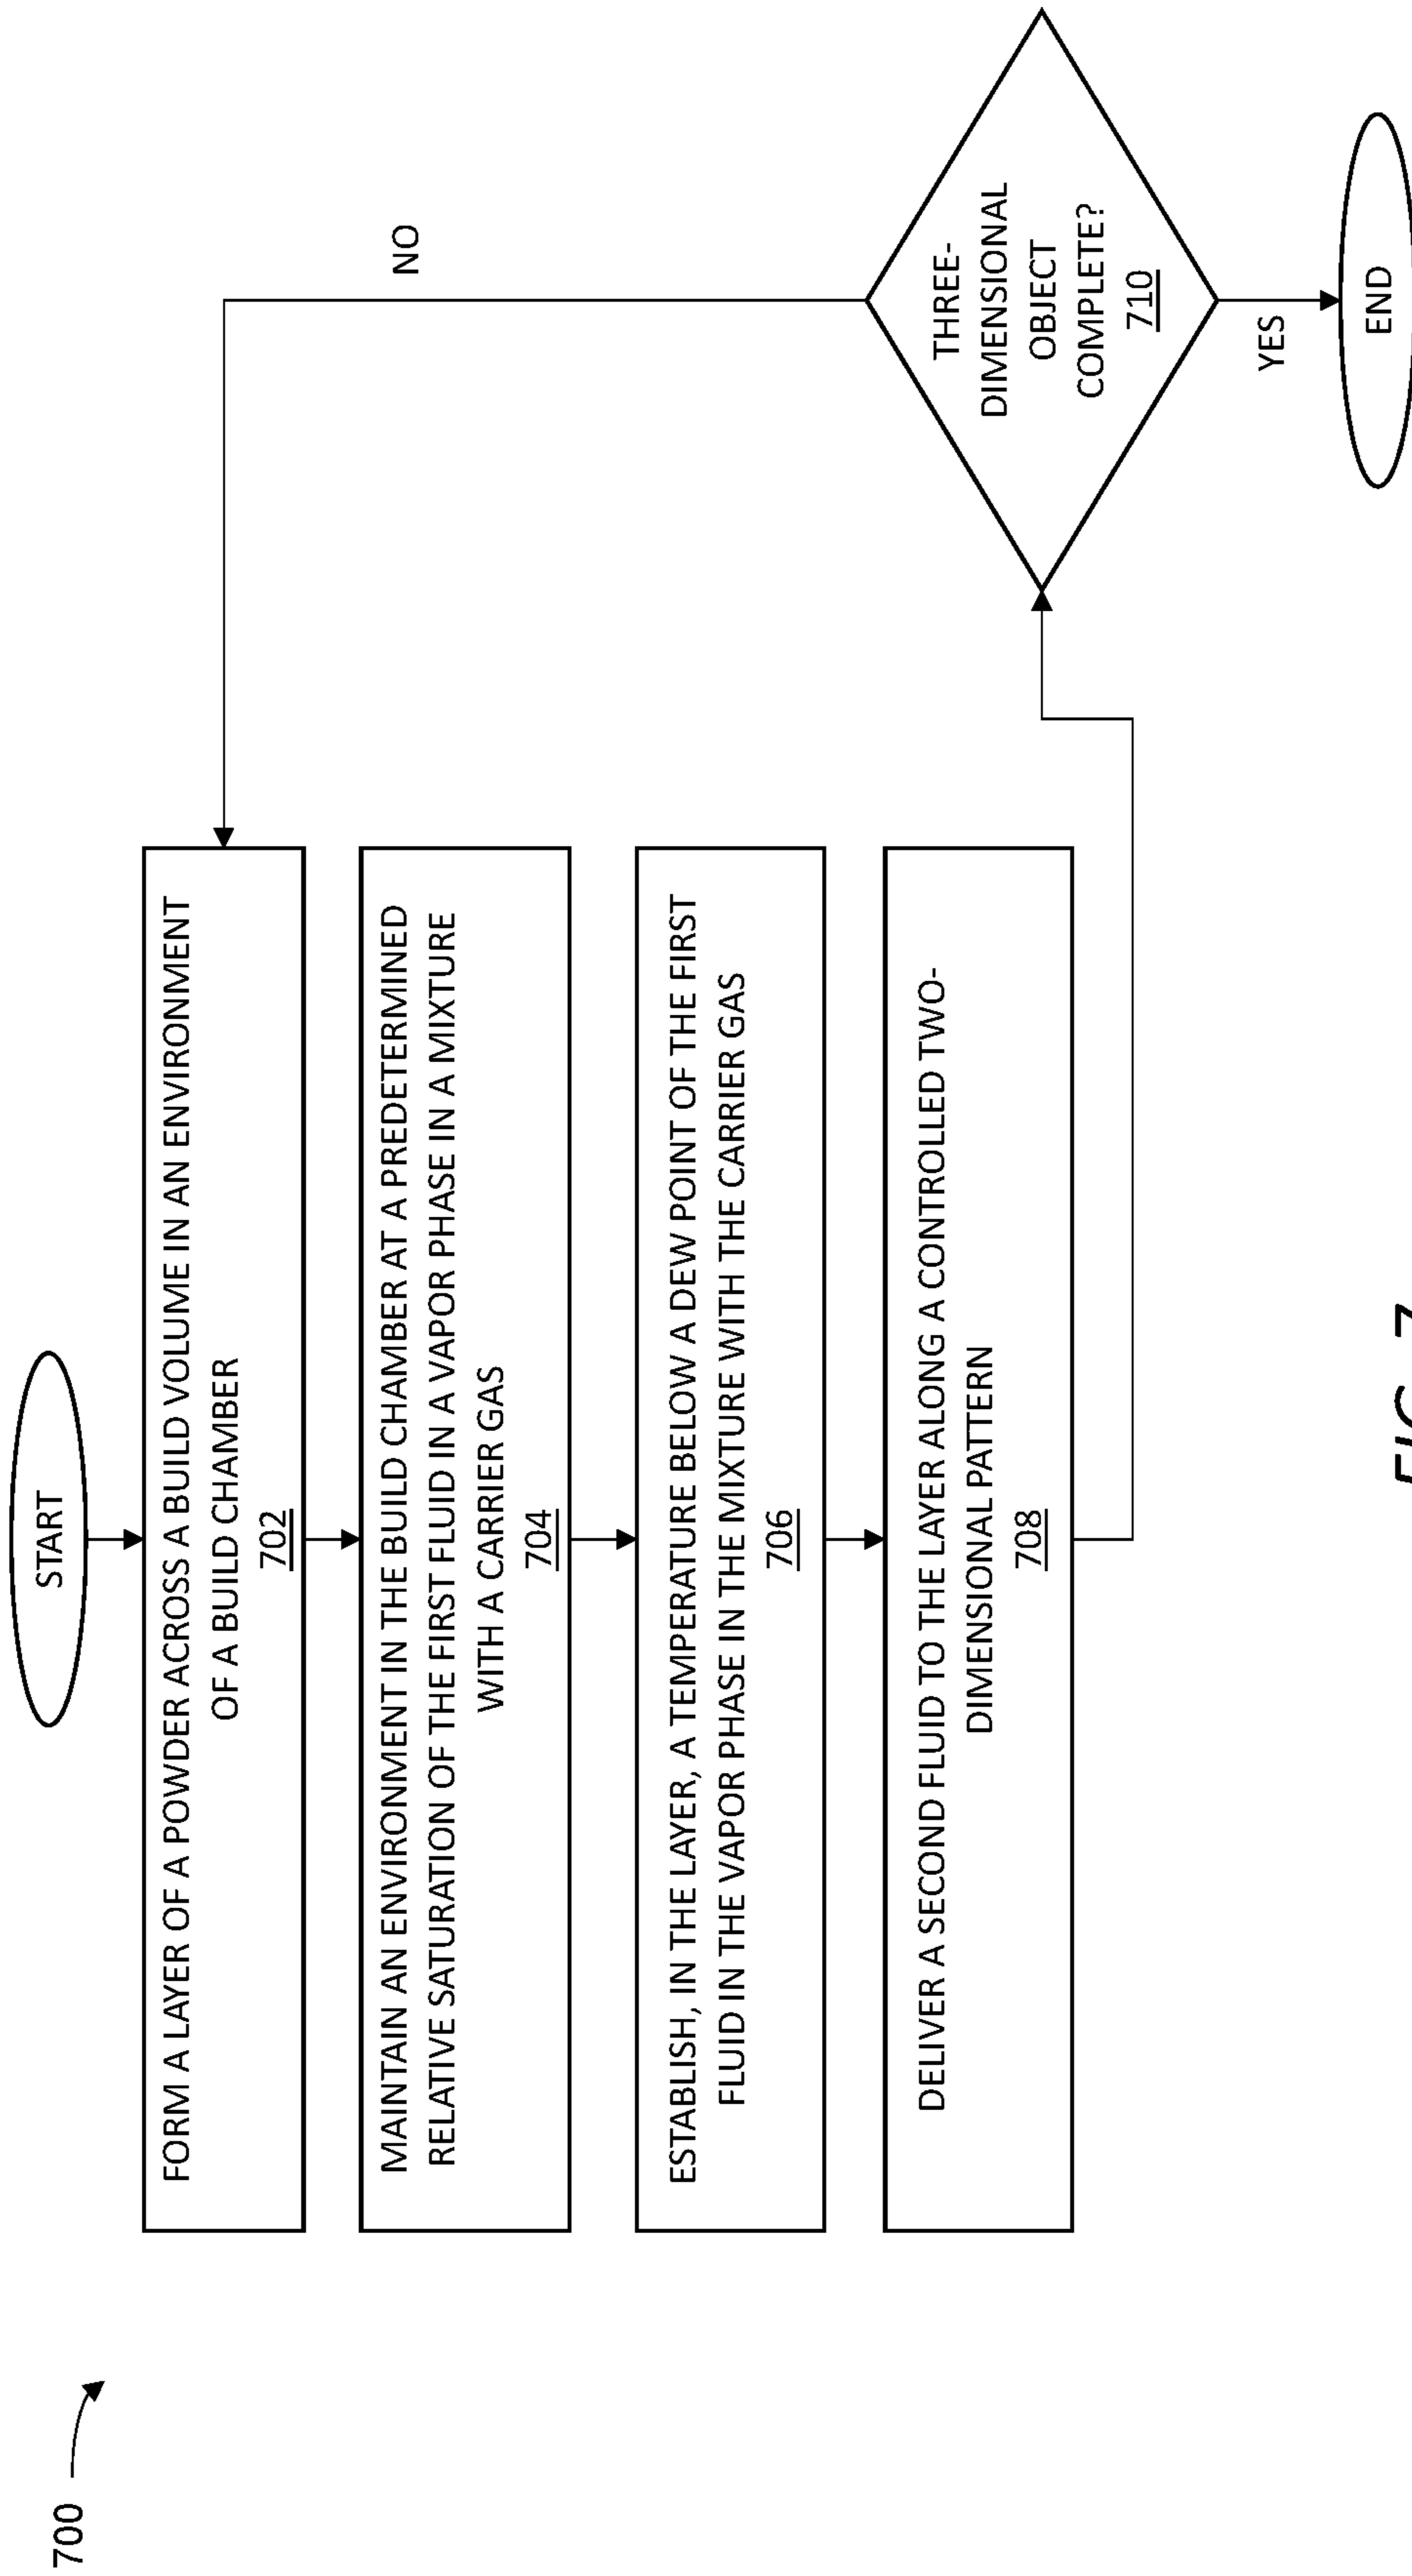 700
START
FORM A LAYER OF A POWDER ACROSS A BUILD VOLUME IN AN ENVIRONMENT
OF A BUILD CHAMBER
702
MAINTAIN AN ENVIRONMENT IN THE BUILD CHAMBER AT A PREDETERMINED
RELATIVE SATURATION OF THE FIRST FLUID IN A VAPOR PHASE IN A MIXTURE
WITH A CARRIER GAS
704
ESTABLISH, IN THE LAYER, A TEMPERATURE BELOW A DEW POINT OF THE FIRST
FLUID IN THE VAPOR PHASE IN THE MIXTURE WITH THE CARRIER GAS
706
DELIVER A SECOND FLUID TO THE LAYER ALONG A CONTROLLED TWO-
DIMENSIONAL PATTERN
708
NO
THREE-
DIMENSIONAL
OBJECT
COMPLETE?
710
YES
END
FIG. 7